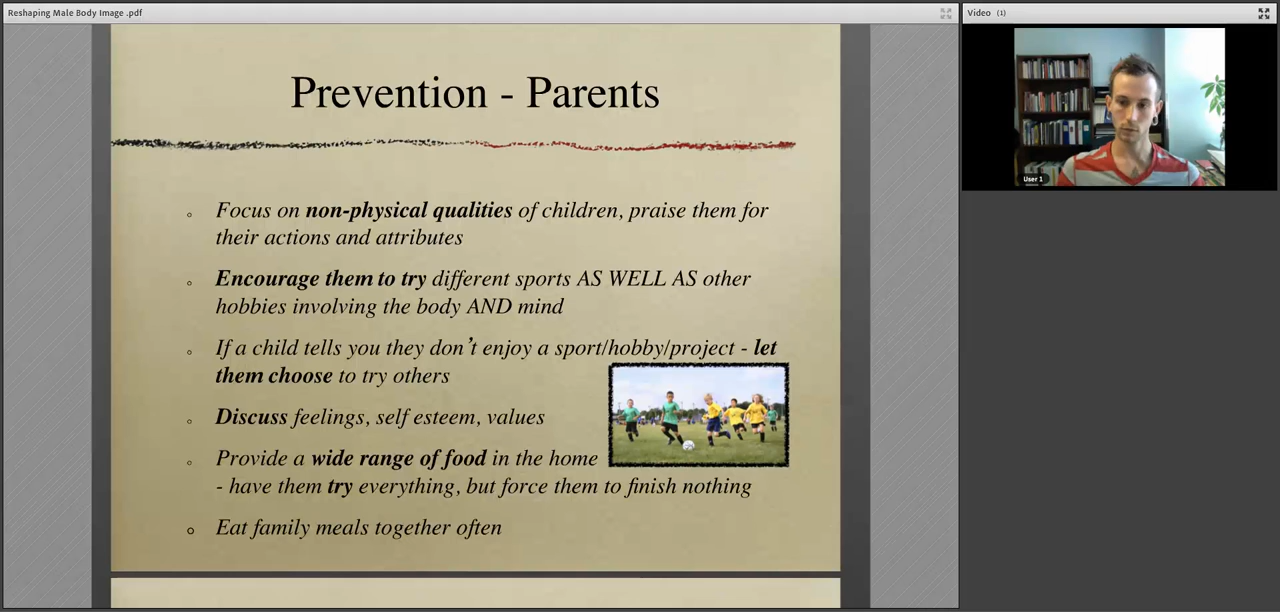 Reshaping Male Body Image .pdf
Video (1)
Prevention - Parents
User 1
Focus on non-physical qualities of children, praise them for
their actions and attributes
Encourage them to try different sports AS WELL AS other
hobbies involving the body AND mind
If a child tells you they don’t enjoy a sport/hobby/project - let
them choose to try others
Discuss feelings, self esteem, values
Provide a wide range of food in the home
- have them try everything, but force them to finish nothing
Eat family meals together often